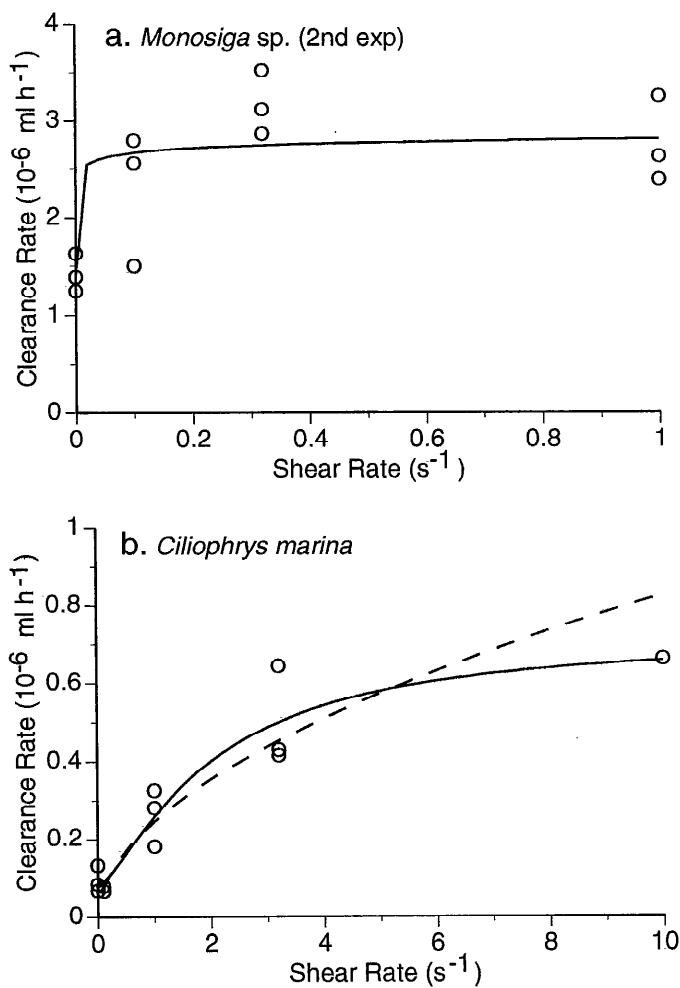 a. Monosiga sp. (2nd exp)
Clearance Rate (10-6 ml h-1)
4
3
2
1
0
0 0.2 0.4 0.6 0.8 1
Shear Rate (s-1)
b. Ciliophrys marina
Clearance Rate (10-6 ml h-1)
1
0.8
0.6
0.4
0.2
0
0 2 4 6 8 10
Shear Rate (s-1)